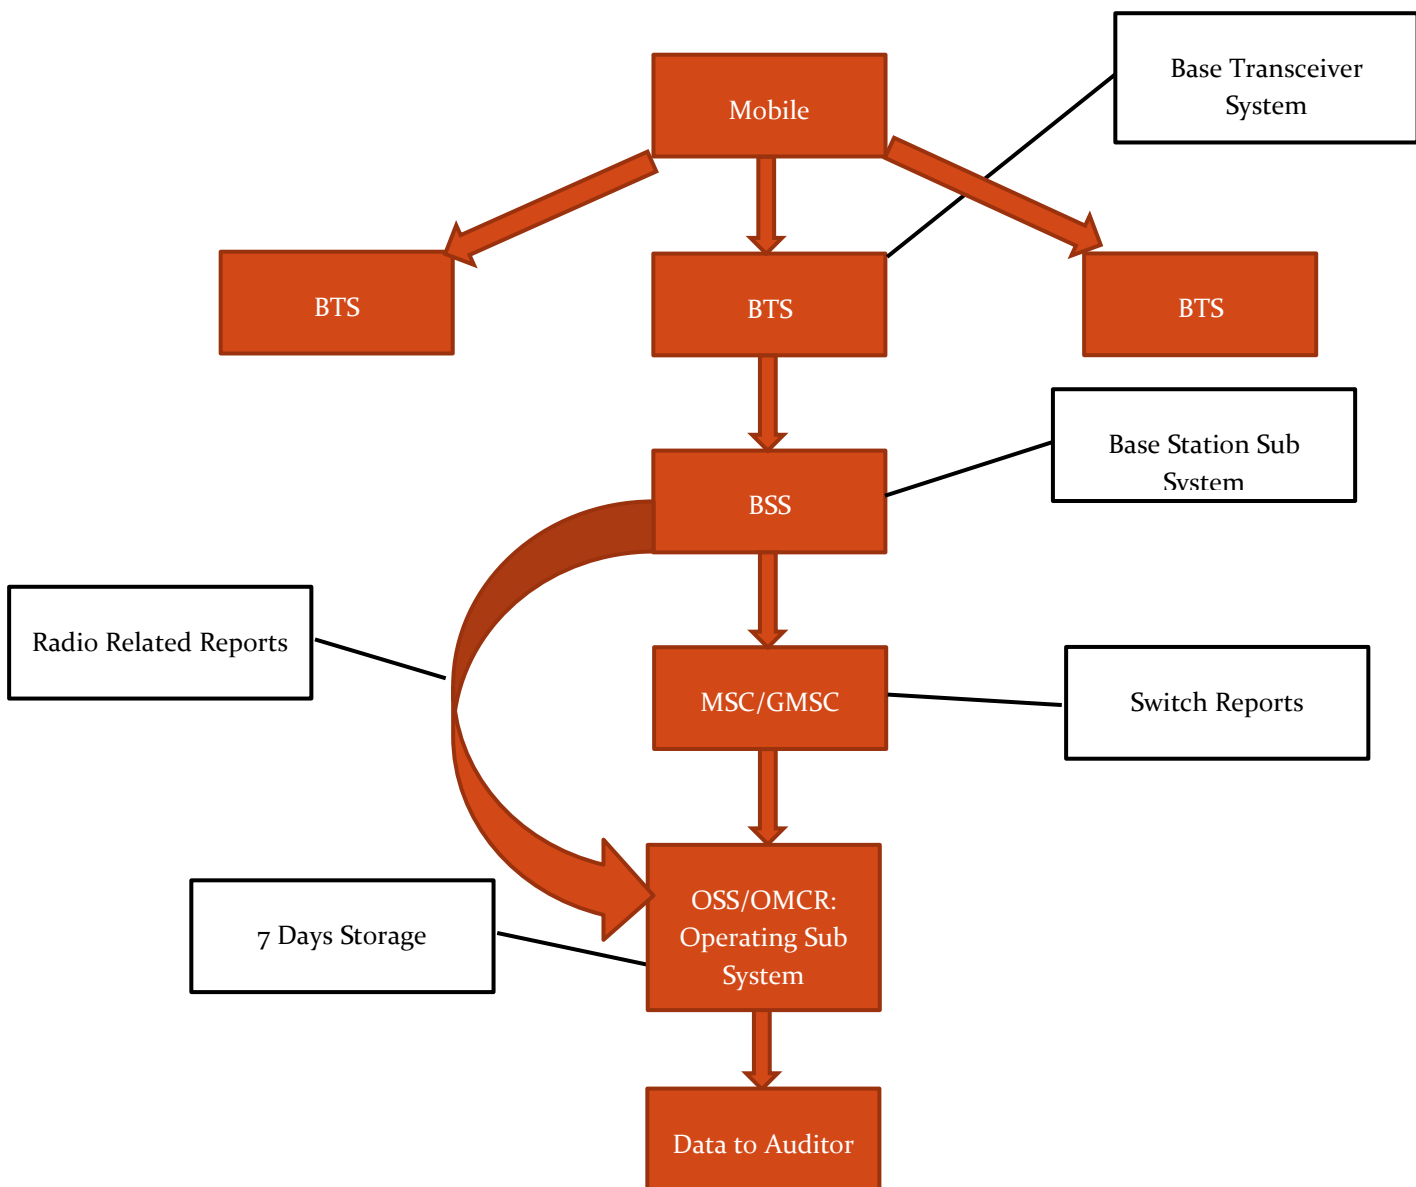 Base Transceiver
System
Mobile
BTS
BTS
BTS
Base Station Sub
System
BSS
Radio Related Reports
MSC/GMSC
Switch Reports
OSS/OMCR:
Operating Sub
System
7 Days Storage
Data to Auditor